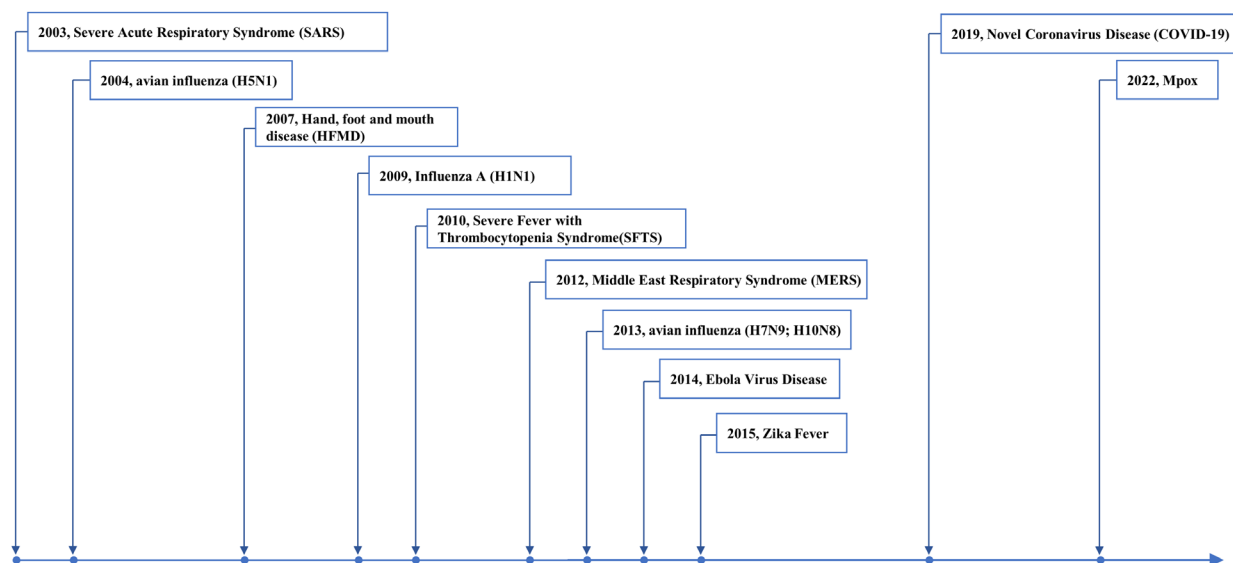 2003, Severe Acute Respiratory Syndrome (SARS)
2019, Novel Coronavirus Disease (COVID-19)
2004, avian influenza (H5N1)
2022, Mpox
2007, Hand, foot and mouth
disease (HFMD)
2009, Influenza A (H1N1)
2010, Severe Fever with
Thrombocytopenia Syndrome(SFTS)
2012, Middle East Respiratory Syndrome (MERS)
2013, avian influenza (H7N9; H10N8)
2014, Ebola Virus Disease
2015, Zika Fever